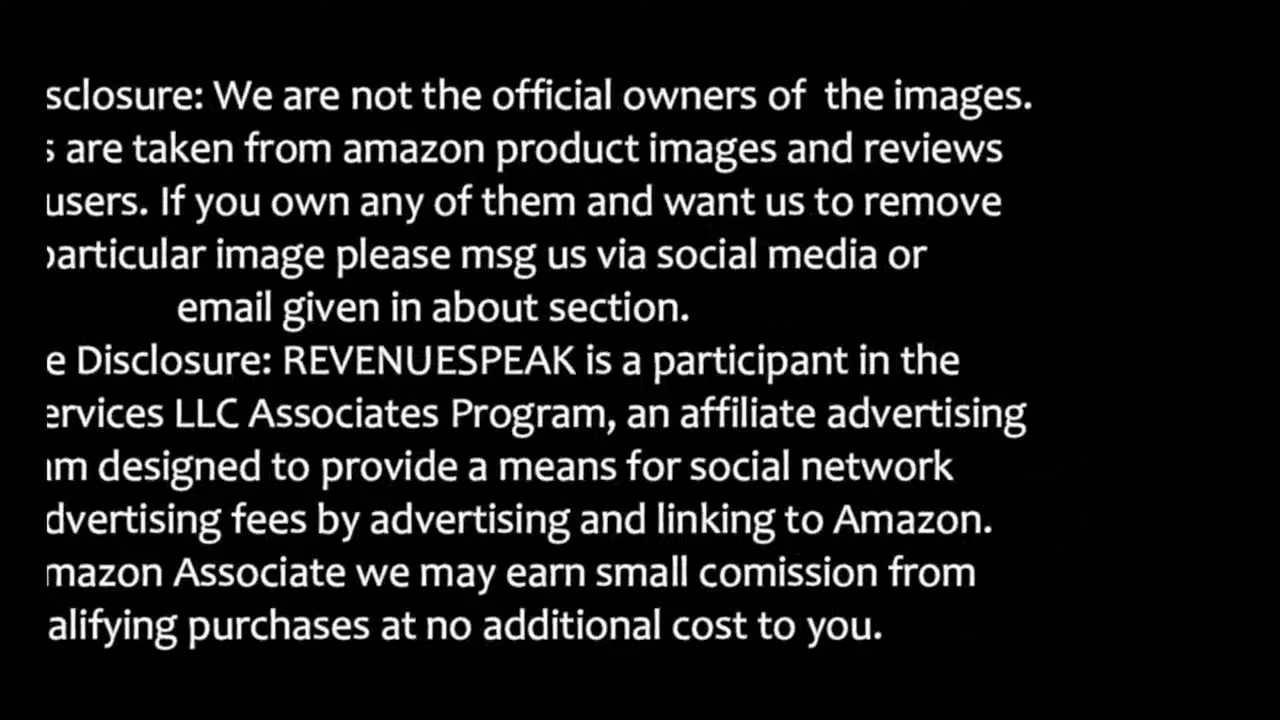 sclosure: We are not the official owners of the images.
are taken from amazon product images and reviews
users. If you own any of them and want us to remove
particular image please msg us via social media or
email given in about section.
e Disclosure: REVENUESPEAK is a participant in the
ervices LLC Associates Program, an affiliate advertising
am designed to provide a means for social network
dvertising fees by advertising and linking to Amazon.
mazon Associate we may earn small comission from
alifying purchases at no additional cost to you.